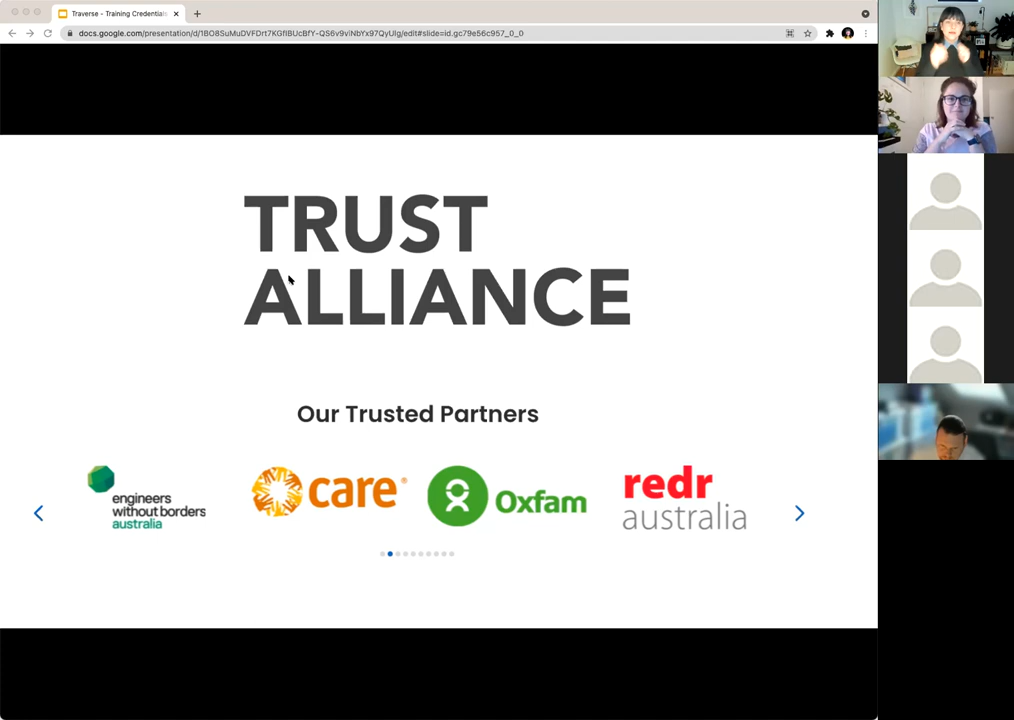 Traverse - Training Credentials
docs.google.com/presentation/d/1BO8SuMuDVFDrt7KGflBUcBfY-QS6v9viNbYx97QyUlg/edit#slide=id.gc79e56c957_0_0
TRUST
ALLIANCE
Our Trusted Partners
engineers
without borders
australia
care®
Oxfam
redr
australia